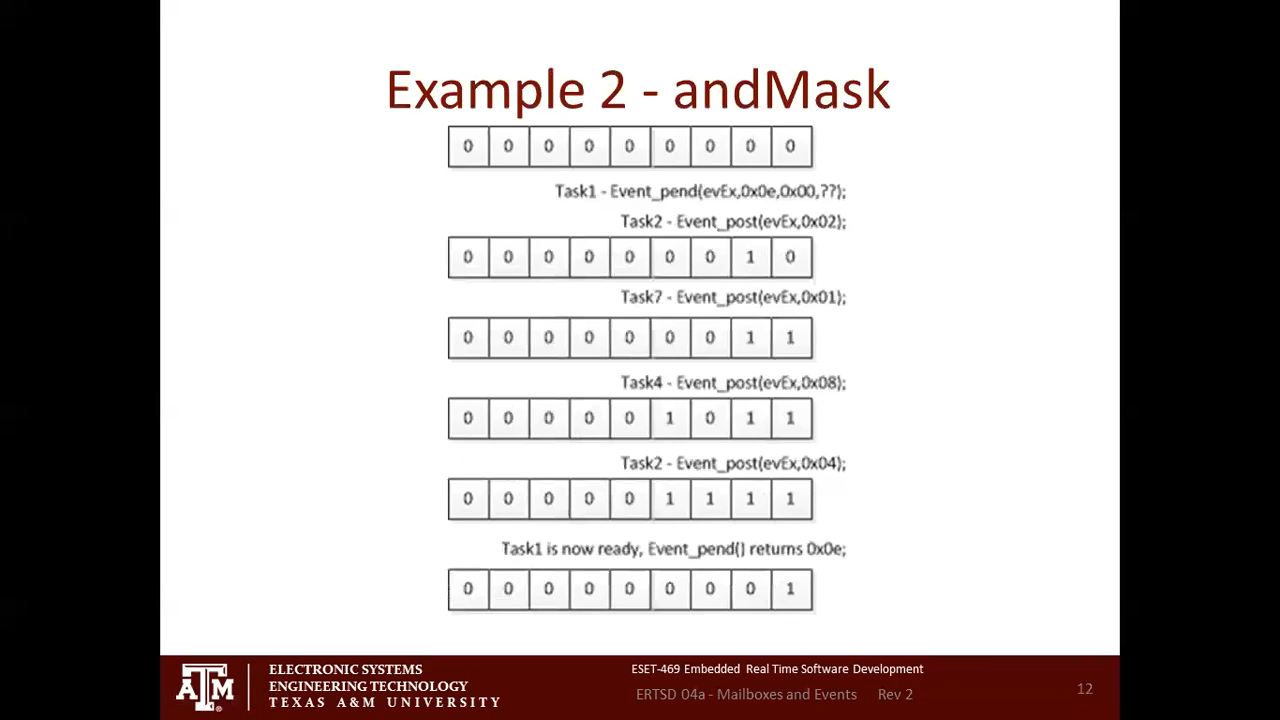 Example 2 - andMask
0 0 0 0 0 0 0 0 0
Task1 - Event_pend(evEx,0x0e,0x00,??);
Task2 - Event_post(evEx,0x02);
0 0 0 0 0 0 0 1 0
Task7 - Event_post(evEx,0x01);
0 0 0 0 0 0 0 1 1
Task4 - Event_post(evEx,0x08);
0 0 0 0 0 1 0 1 1
Task2 - Event_post(evEx,0x04);
0 0 0 0 0 1 1 1 1
Task1 is now ready, Event_pend() returns 0x0e;
0 0 0 0 0 0 0 0 1
ATM
ELECTRONIC SYSTEMS
ENGINEERING TECHNOLOGY
TEXAS A&M UNIVERSITY
ESET-469 Embedded Real Time Software Development
ERTSD 04a - Mailboxes and Events Rev 2
12